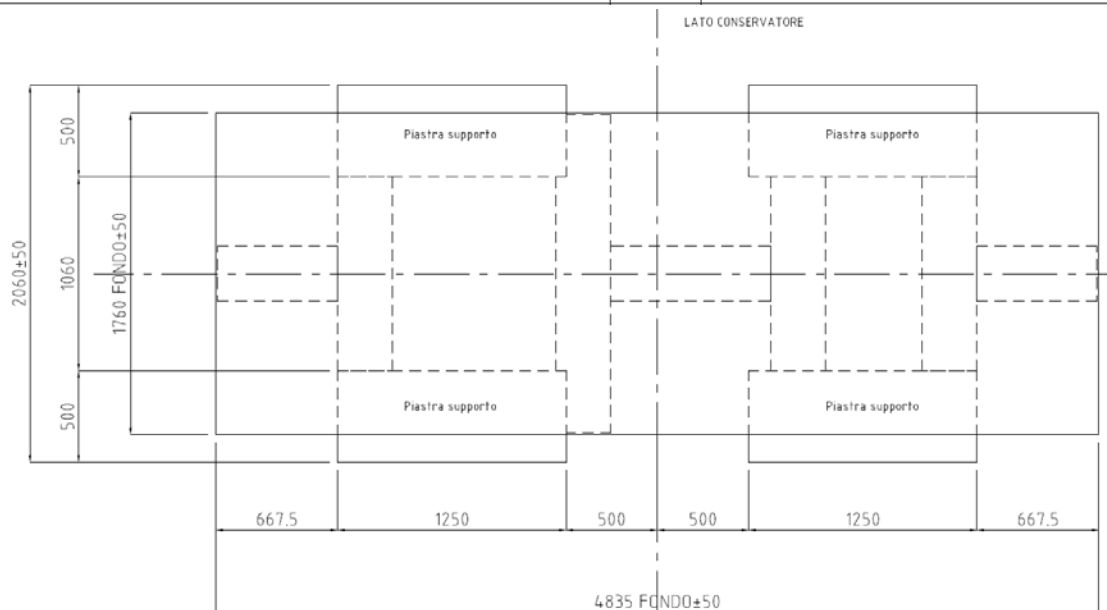 LATO CONSERVATORE
Piastra supporto
Piastra supporto
500
1060
500
2060±50
1760 FONDO±50
Piastra supporto
Piastra supporto
667.5
1250
500
500
1250
667.5
4835 FONDO±50